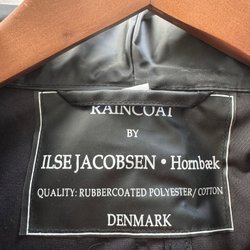 RAINCOAT
BY
ILSE JACOBSEN • Hornbæk
QUALITY: RUBBERCOATED POLYESTER/ COTTON
DENMARK